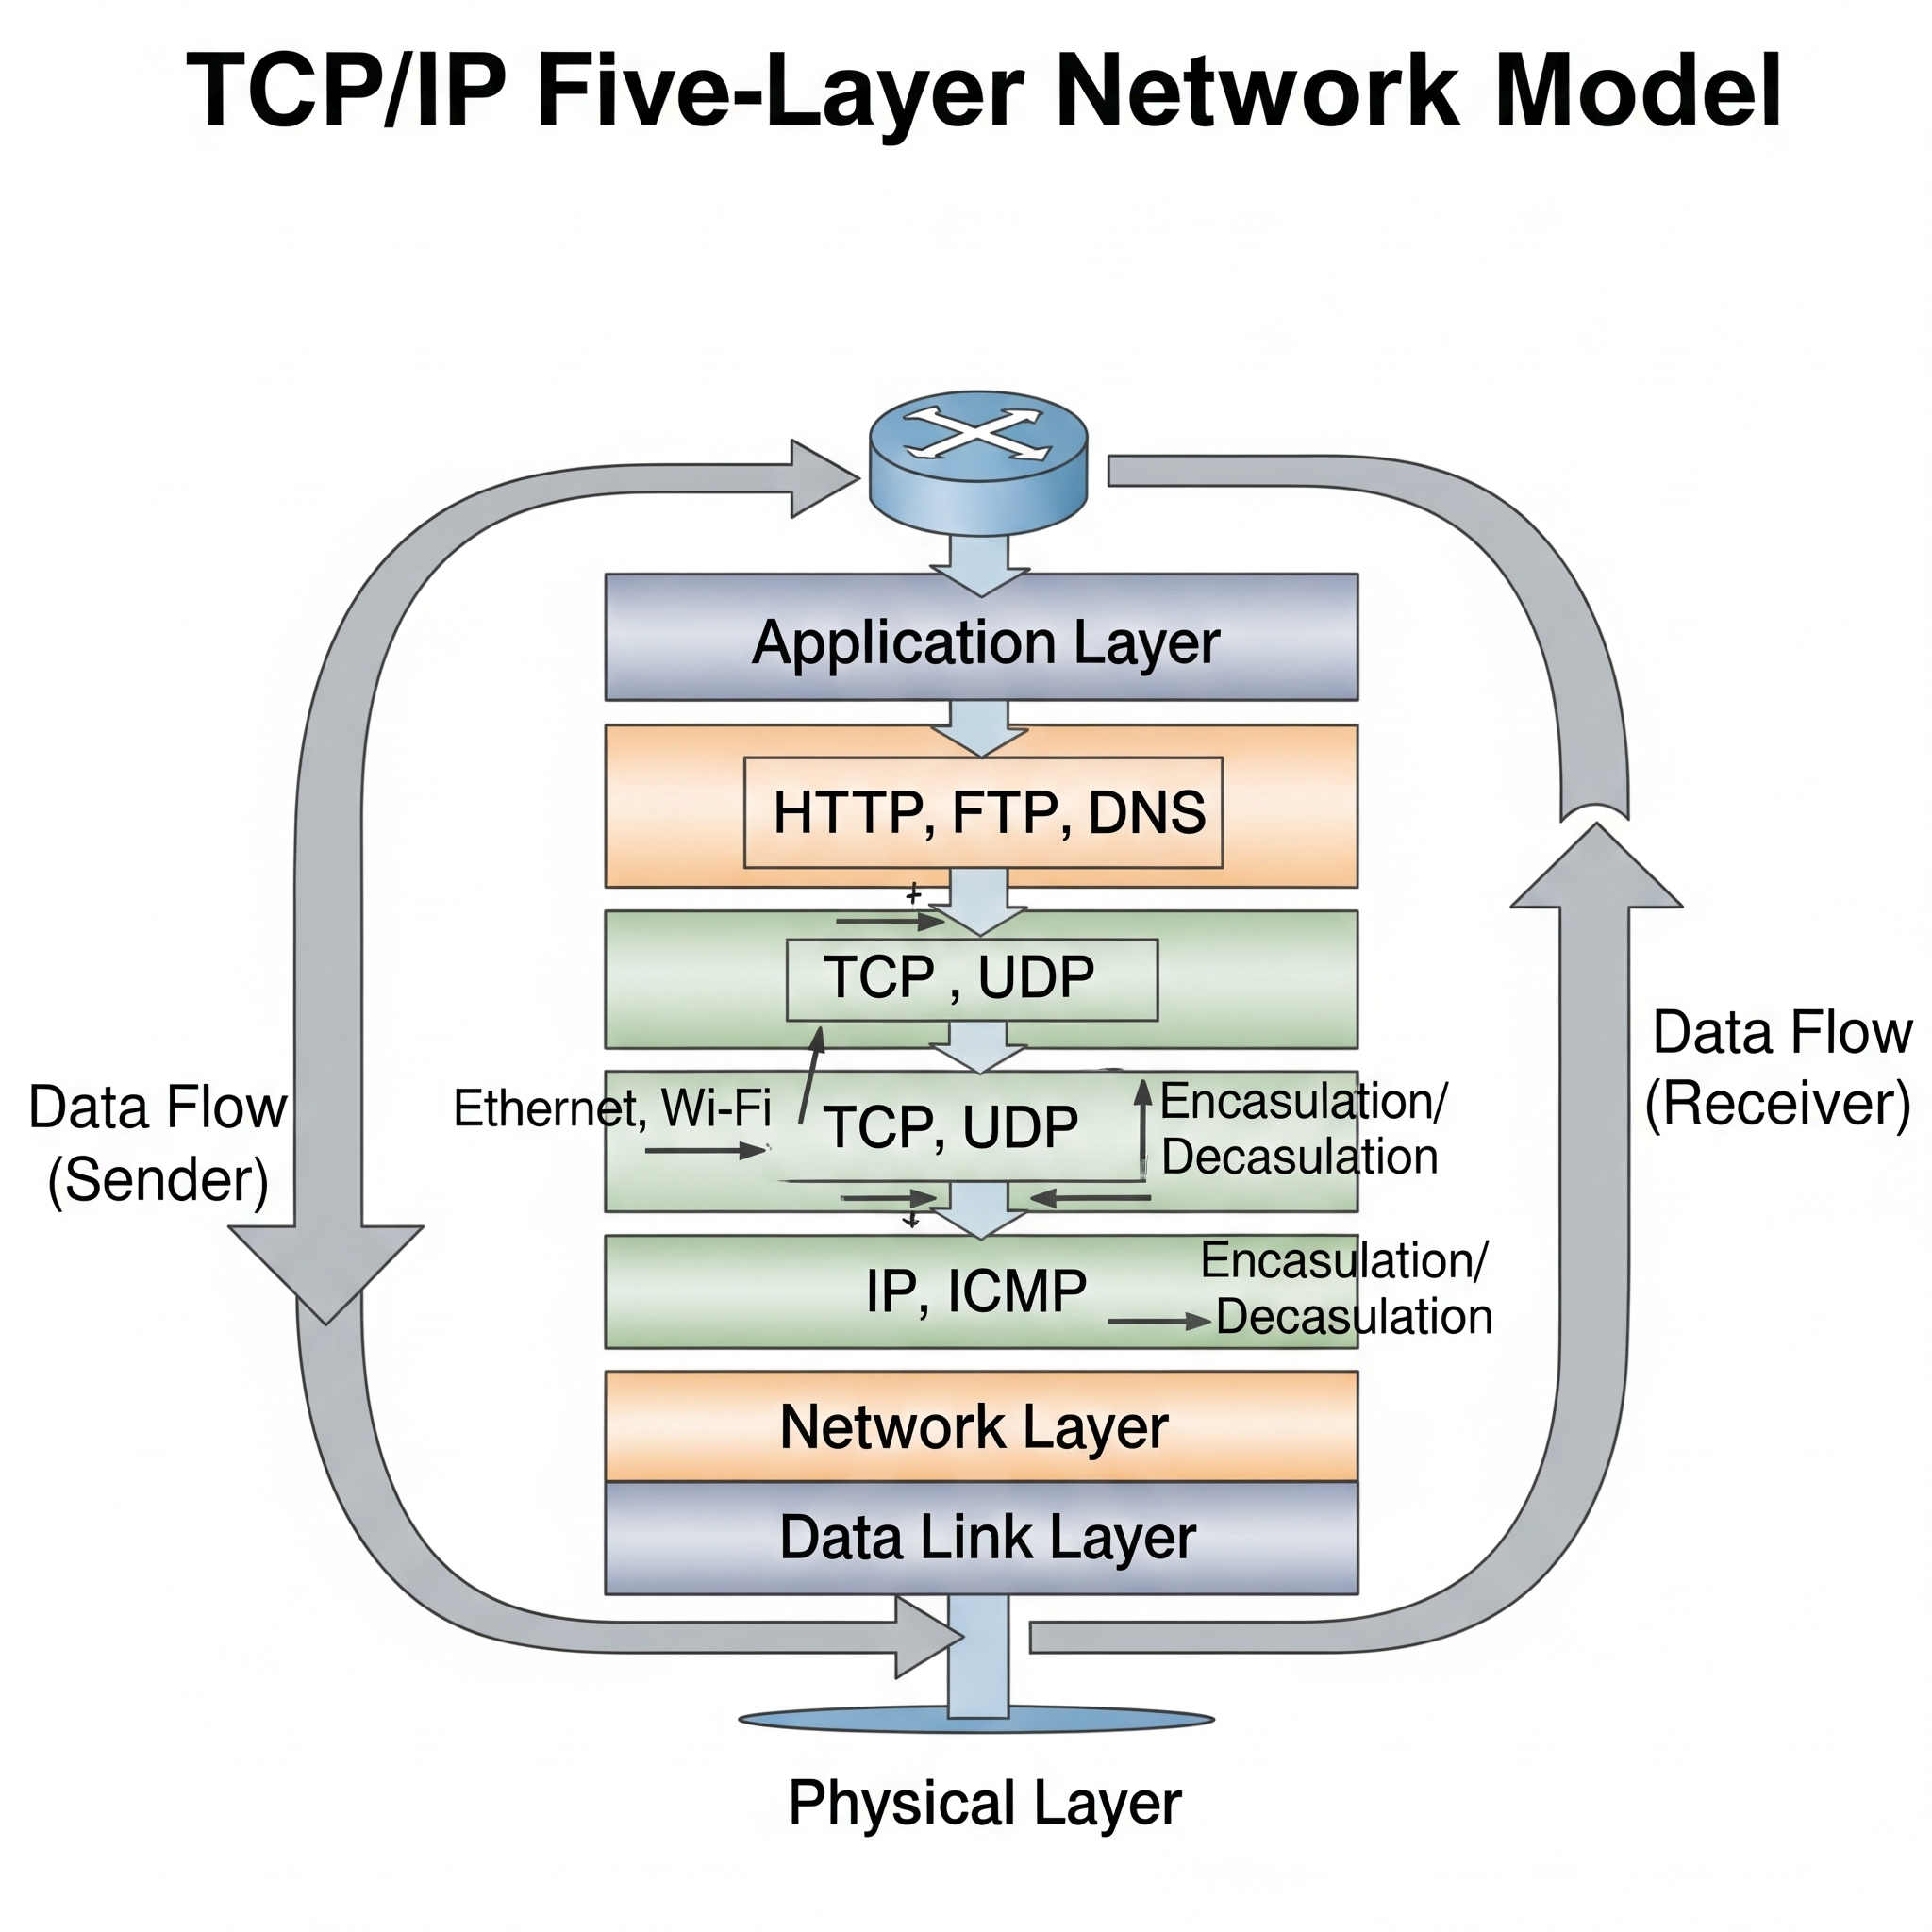 TCP/IP Five-Layer Network Model
Application Layer
HTTP, FTP, DNS
TCP , UDP
Data Flow
(Sender)
Ethernet, Wi-Fi
TCP, UDP
Encasulation/
Decasulation
Data Flow
(Receiver)
IP, ICMP
Encasulation/
Decasulation
Network Layer
Data Link Layer
Physical Layer